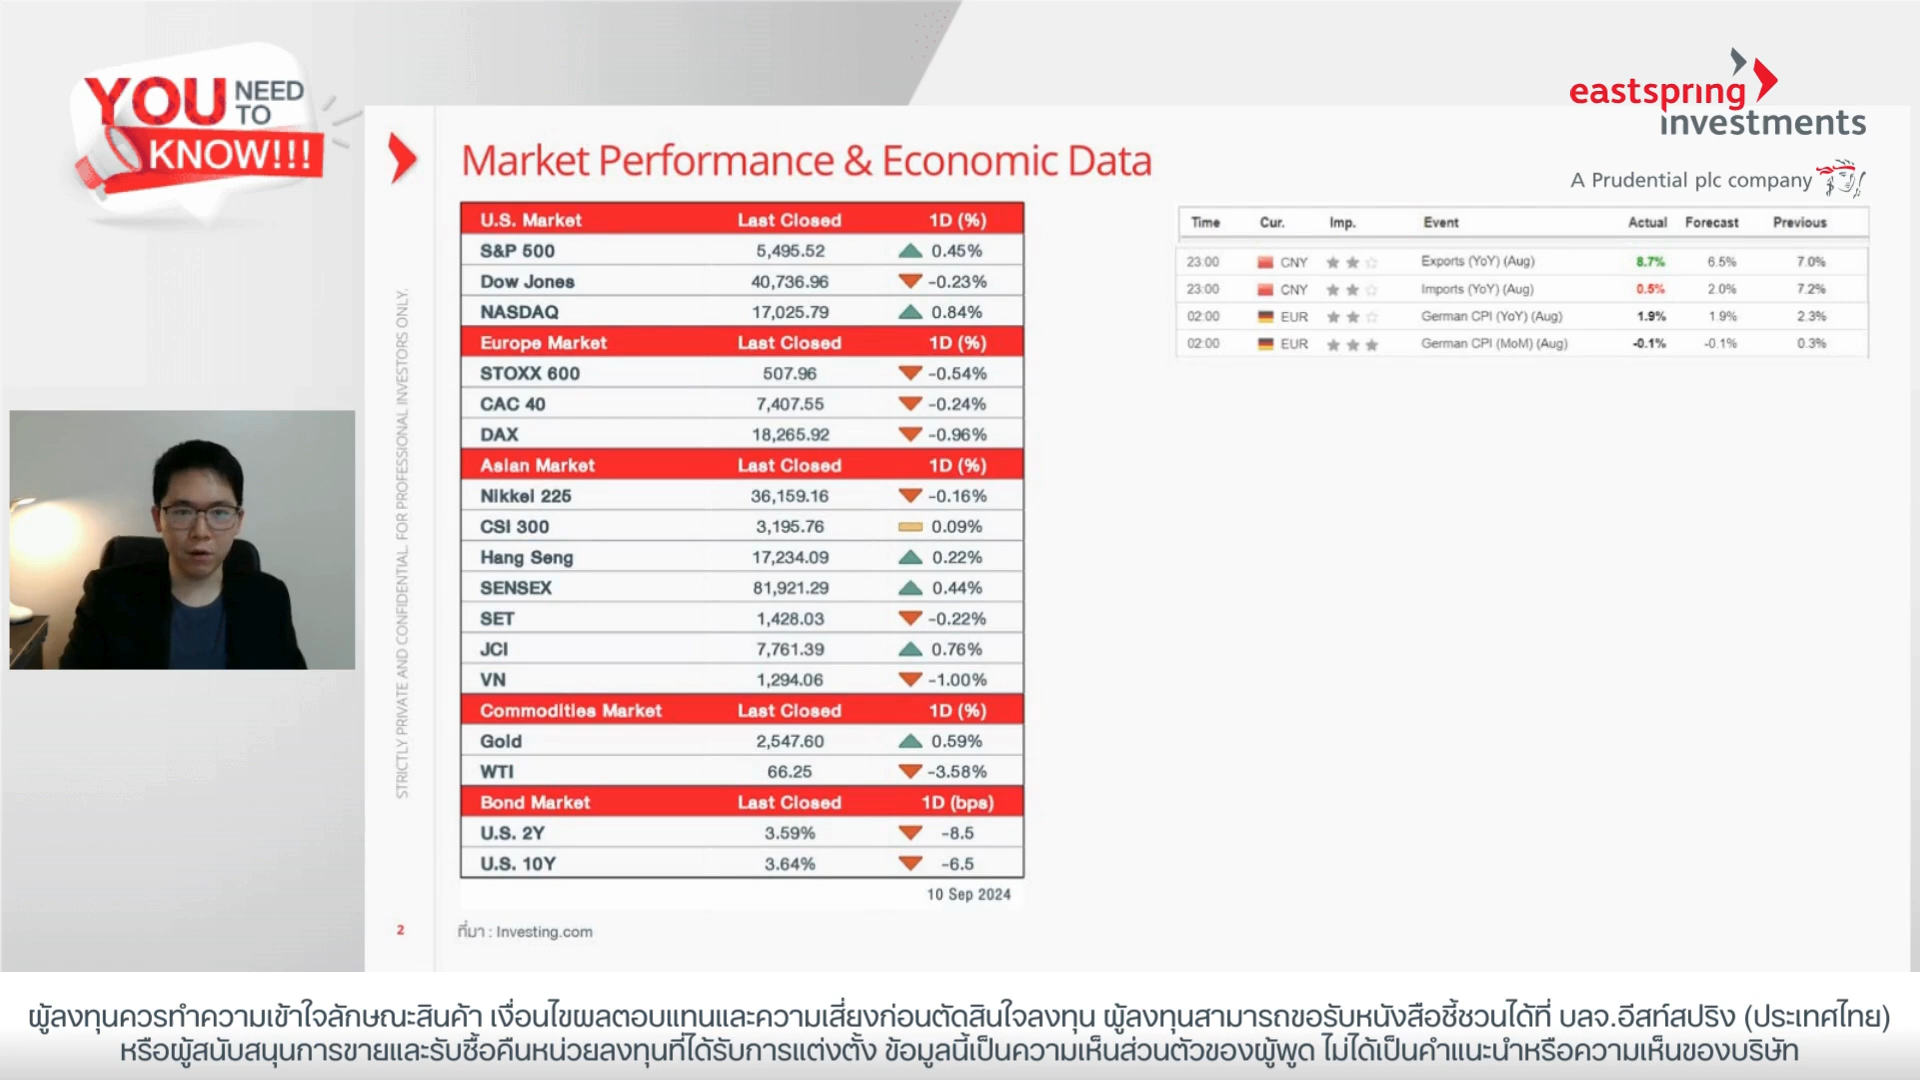 YOU NEED TO KNOW!!!
eastspring investments
A Prudential plc company
Market Performance & Economic Data
STRICTLY PRIVATE AND CONFIDENTIAL. FOR PROFESSIONAL INVESTORS ONLY.
U.S. Market Last Closed 1D (%)
S&P 500 5,495.52 0.45%
Dow Jones 40,736.96 -0.23%
NASDAQ 17,025.79 0.84%
Europe Market Last Closed 1D (%)
STOXX 600 507.96 -0.54%
CAC 40 7,407.55 -0.24%
DAX 18,265.92 -0.96%
Asian Market Last Closed 1D (%)
Nikkei 225 36,159.16 -0.16%
CSI 300 3,195.76 0.09%
Hang Seng 17,234.09 0.22%
SENSEX 81,921.29 0.44%
SET 1,428.03 -0.22%
JCI 7,761.39 0.76%
VN 1,294.06 -1.00%
Commodities Market Last Closed 1D (%)
Gold 2,547.60 0.59%
WTI 66.25 -3.58%
Bond Market Last Closed 1D (bps)
U.S. 2Y 3.59% -8.5
U.S. 10Y 3.64% -6.5
10 Sep 2024
2
ที่มา : Investing.com
Time Cur. Imp. Event Actual Forecast Previous
23:00 CNY Exports (YoY) (Aug) 8.7% 6.5% 7.0%
23:00 CNY Imports (YoY) (Aug) 0.5% 2.0% 7.2%
02:00 EUR German CPI (YoY) (Aug) 1.9% 1.9% 2.3%
02:00 EUR German CPI (MoM) (Aug) -0.1% -0.1% 0.3%
ผู้ลงทุนควรทำความเข้าใจลักษณะสินค้า เงื่อนไขผลตอบแทนและความเสี่ยงก่อนตัดสินใจลงทุน ผู้ลงทุนสามารถขอรับหนังสือชี้ชวนได้ที่ บลจ.อีสท์สปริง (ประเทศไทย)
หรือผู้สนับสนุนการขายและรับซื้อคืนหน่วยลงทุนที่ได้รับการแต่งตั้ง ข้อมูลนี้เป็นความเห็นส่วนตัวของผู้พูด ไม่ได้เป็นคำแนะนำหรือความเห็นของบริษัท